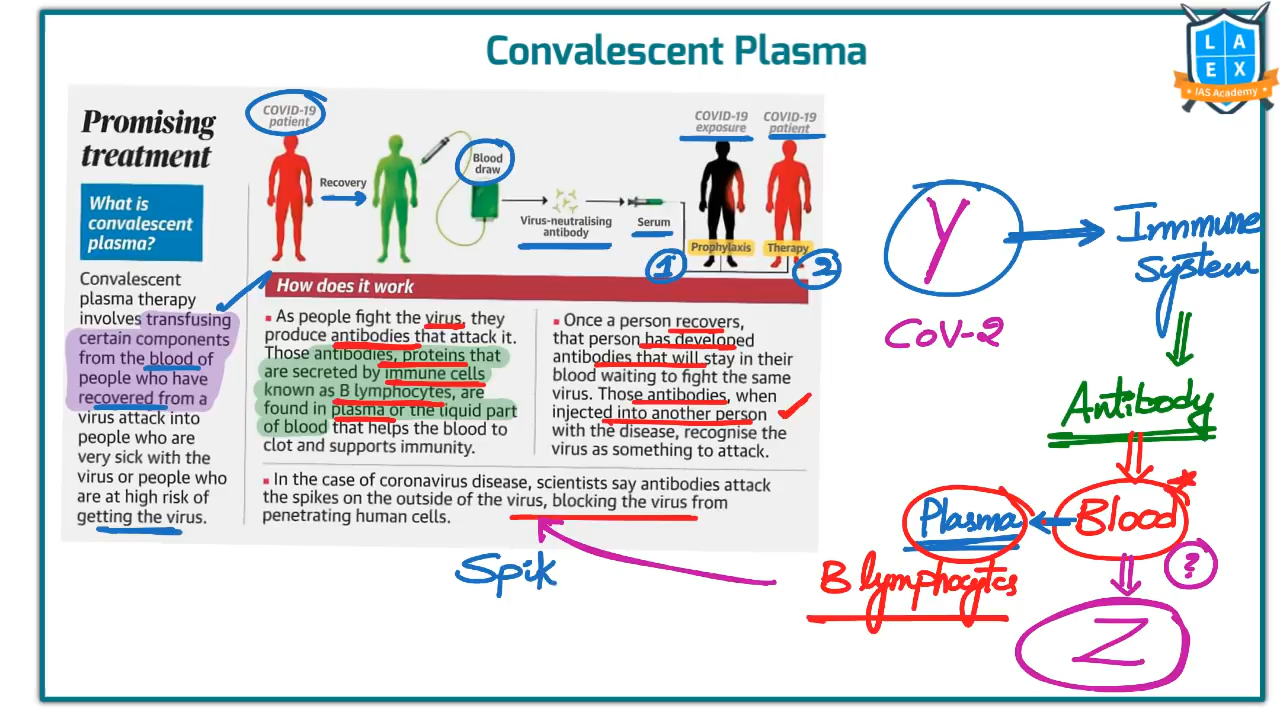 Convalescent Plasma
L A
E X
IAS Academy
Promising
treatment
What is
convalescent
plasma?
Convalescent
plasma therapy
involves transfusing
certain components
from the blood of
people who have
recovered from a
virus attack into
people who are
very sick with the
virus or people who
are at high risk of
getting the virus.
COVID-19
patient
Recovery
Blood
draw
Virus-neutralising
antibody
Serum
COVID-19
exposure
COVID-19
patient
Prophylaxis
Therapy
1
2
How does it work
▪ As people fight the virus, they
produce antibodies that attack it.
Those antibodies, proteins that
are secreted by immune cells
known as B lymphocytes, are
found in plasma or the liquid part
of blood that helps the blood to
clot and supports immunity.
▪ Once a person recovers,
that person has developed
antibodies that will stay in their
blood waiting to fight the same
virus. Those antibodies, when
injected into another person
with the disease, recognise the
virus as something to attack.
▪ In the case of coronavirus disease, scientists say antibodies attack
the spikes on the outside of the virus, blocking the virus from
penetrating human cells.
Y
CoV-2
Immune
System
Antibody
Blood*
Plasma
B lymphocytes
Spik
?
Z